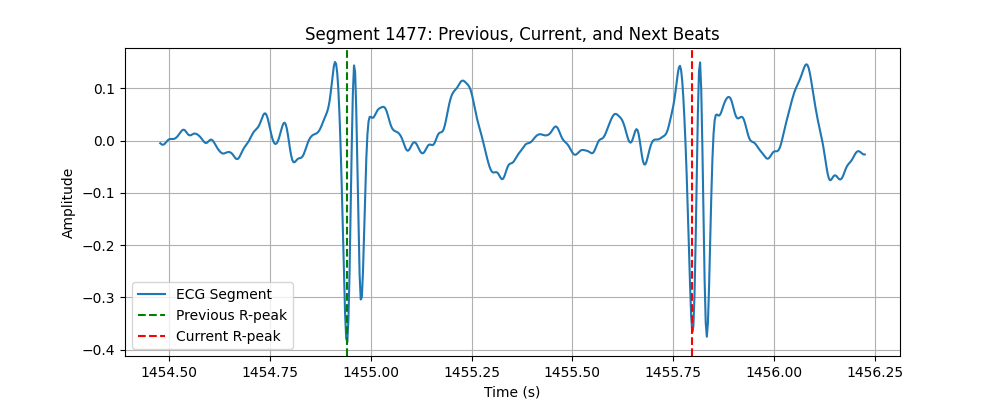 Segment 1477: Previous, Current, and Next Beats
Amplitude
0.1
0.0
−0.1
−0.2
−0.3
−0.4
ECG Segment
Previous R-peak
Current R-peak
1454.50 1454.75 1455.00 1455.25 1455.50 1455.75 1456.00 1456.25
Time (s)